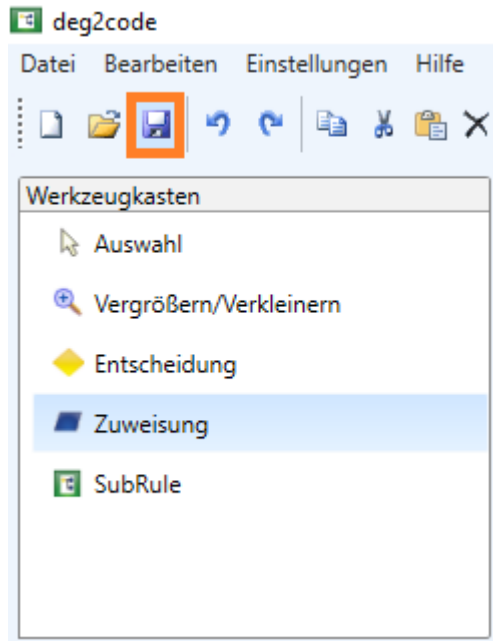 deg2code
Datei Bearbeiten Einstellungen Hilfe
Werkzeugkasten
Auswahl
Vergrößern/Verkleinern
Entscheidung
Zuweisung
SubRule